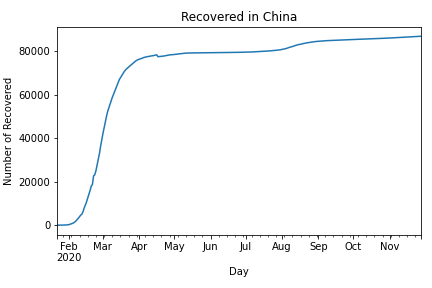 Recovered in China
Number of Recovered
80000
60000
40000
20000
0
Feb Mar Apr May Jun Jul Aug Sep Oct Nov
2020
Day